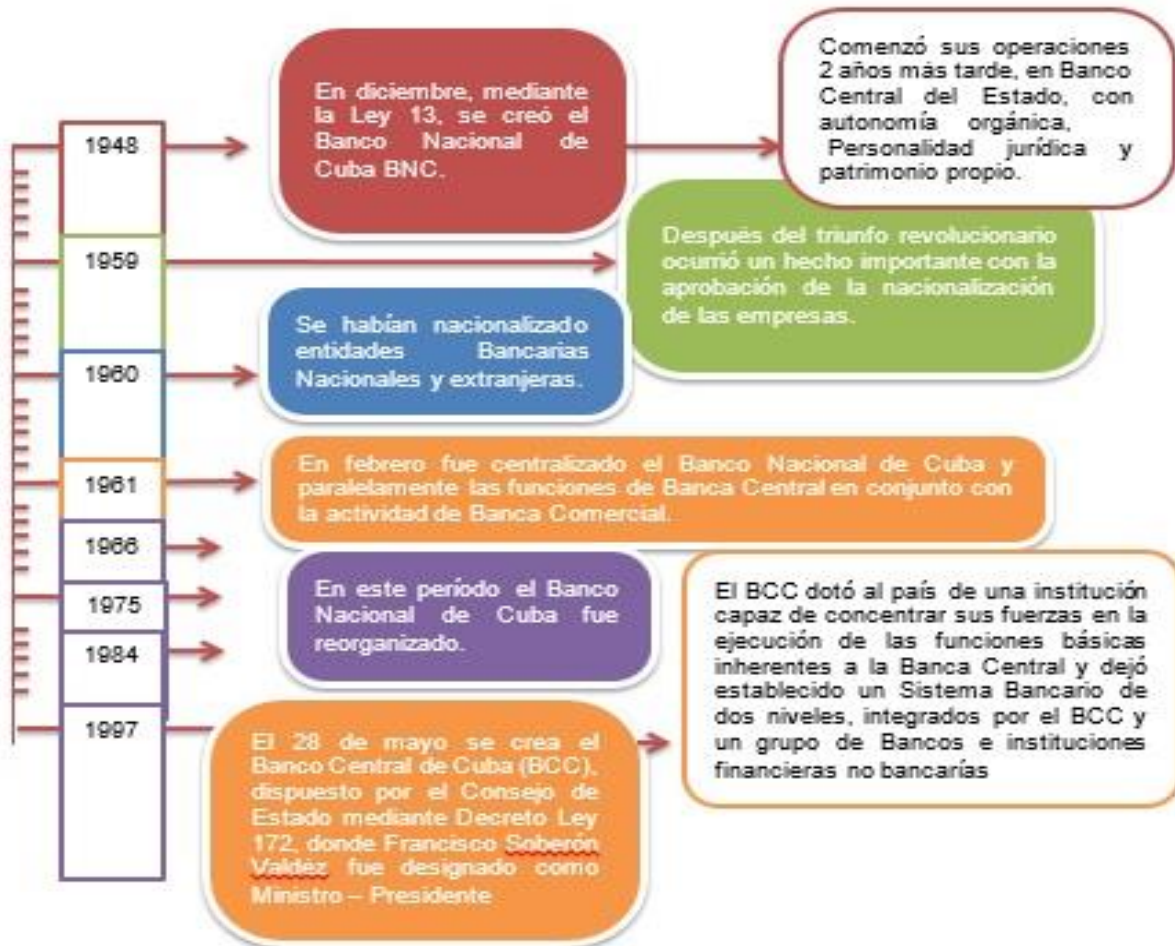 1948
En diciembre, mediante
la Ley 13, se creó el
Banco Nacional de
Cuba BNC.
Comenzó sus operaciones
2 años más tarde, en Banco
Central del Estado, con
autonomía orgánica,
Personalidad jurídica y
patrimonio propio.
1959
Después del triunfo revolucionario
ocurrió un hecho importante con la
aprobación de la nacionalización
de las empresas.
1960
Se habían nacionalizado
entidades Bancarias
Nacionales y extranjeras.
1961
En febrero fue centralizado el Banco Nacional de Cuba y
paralelamente las funciones de Banca Central en conjunto con
la actividad de Banca Comercial.
1966
1975
1984
En este período el Banco
Nacional de Cuba fue
reorganizado.
1997
El 28 de mayo se crea el
Banco Central de Cuba (BCC),
dispuesto por el Consejo de
Estado mediante Decreto Ley
172, donde Francisco Soberón
Valdéz fue designado como
Ministro – Presidente
El BCC dotó al país de una institución
capaz de concentrar sus fuerzas en la
ejecución de las funciones básicas
inherentes a la Banca Central y dejó
establecido un Sistema Bancario de
dos niveles, integrados por el BCC y
un grupo de Bancos e instituciones
financieras no bancarías